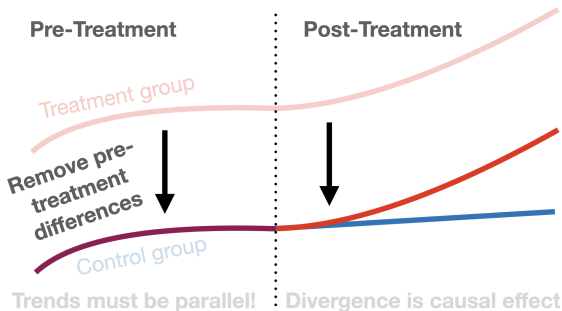 Pre-Treatment
Post-Treatment
Treatment group
Remove pre-
treatment
differences
Control group
Trends must be parallel!
Divergence is causal effect